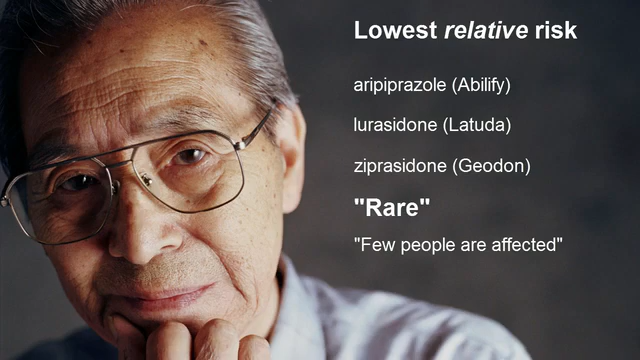 Lowest relative risk
aripiprazole (Abilify)
lurasidone (Latuda)
ziprasidone (Geodon)
"Rare"
"Few people are affected"